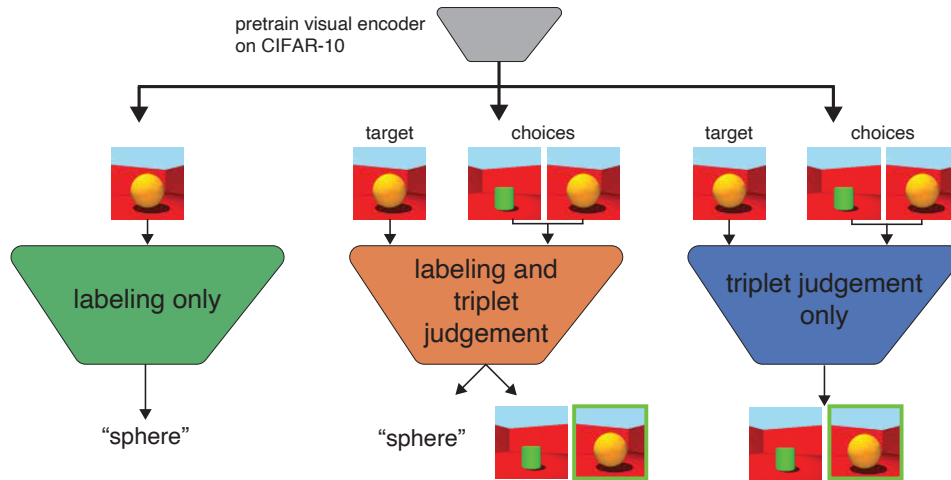 pretrain visual encoder
on CIFAR-10
target
choices
target
choices
labeling only
labeling and
triplet
judgement
triplet judgement
only
“sphere”
“sphere”